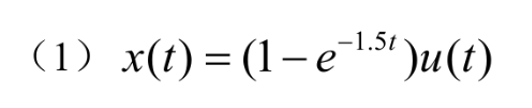 （1） $x(t) = (1 - e^{-1.5t})u(t)$